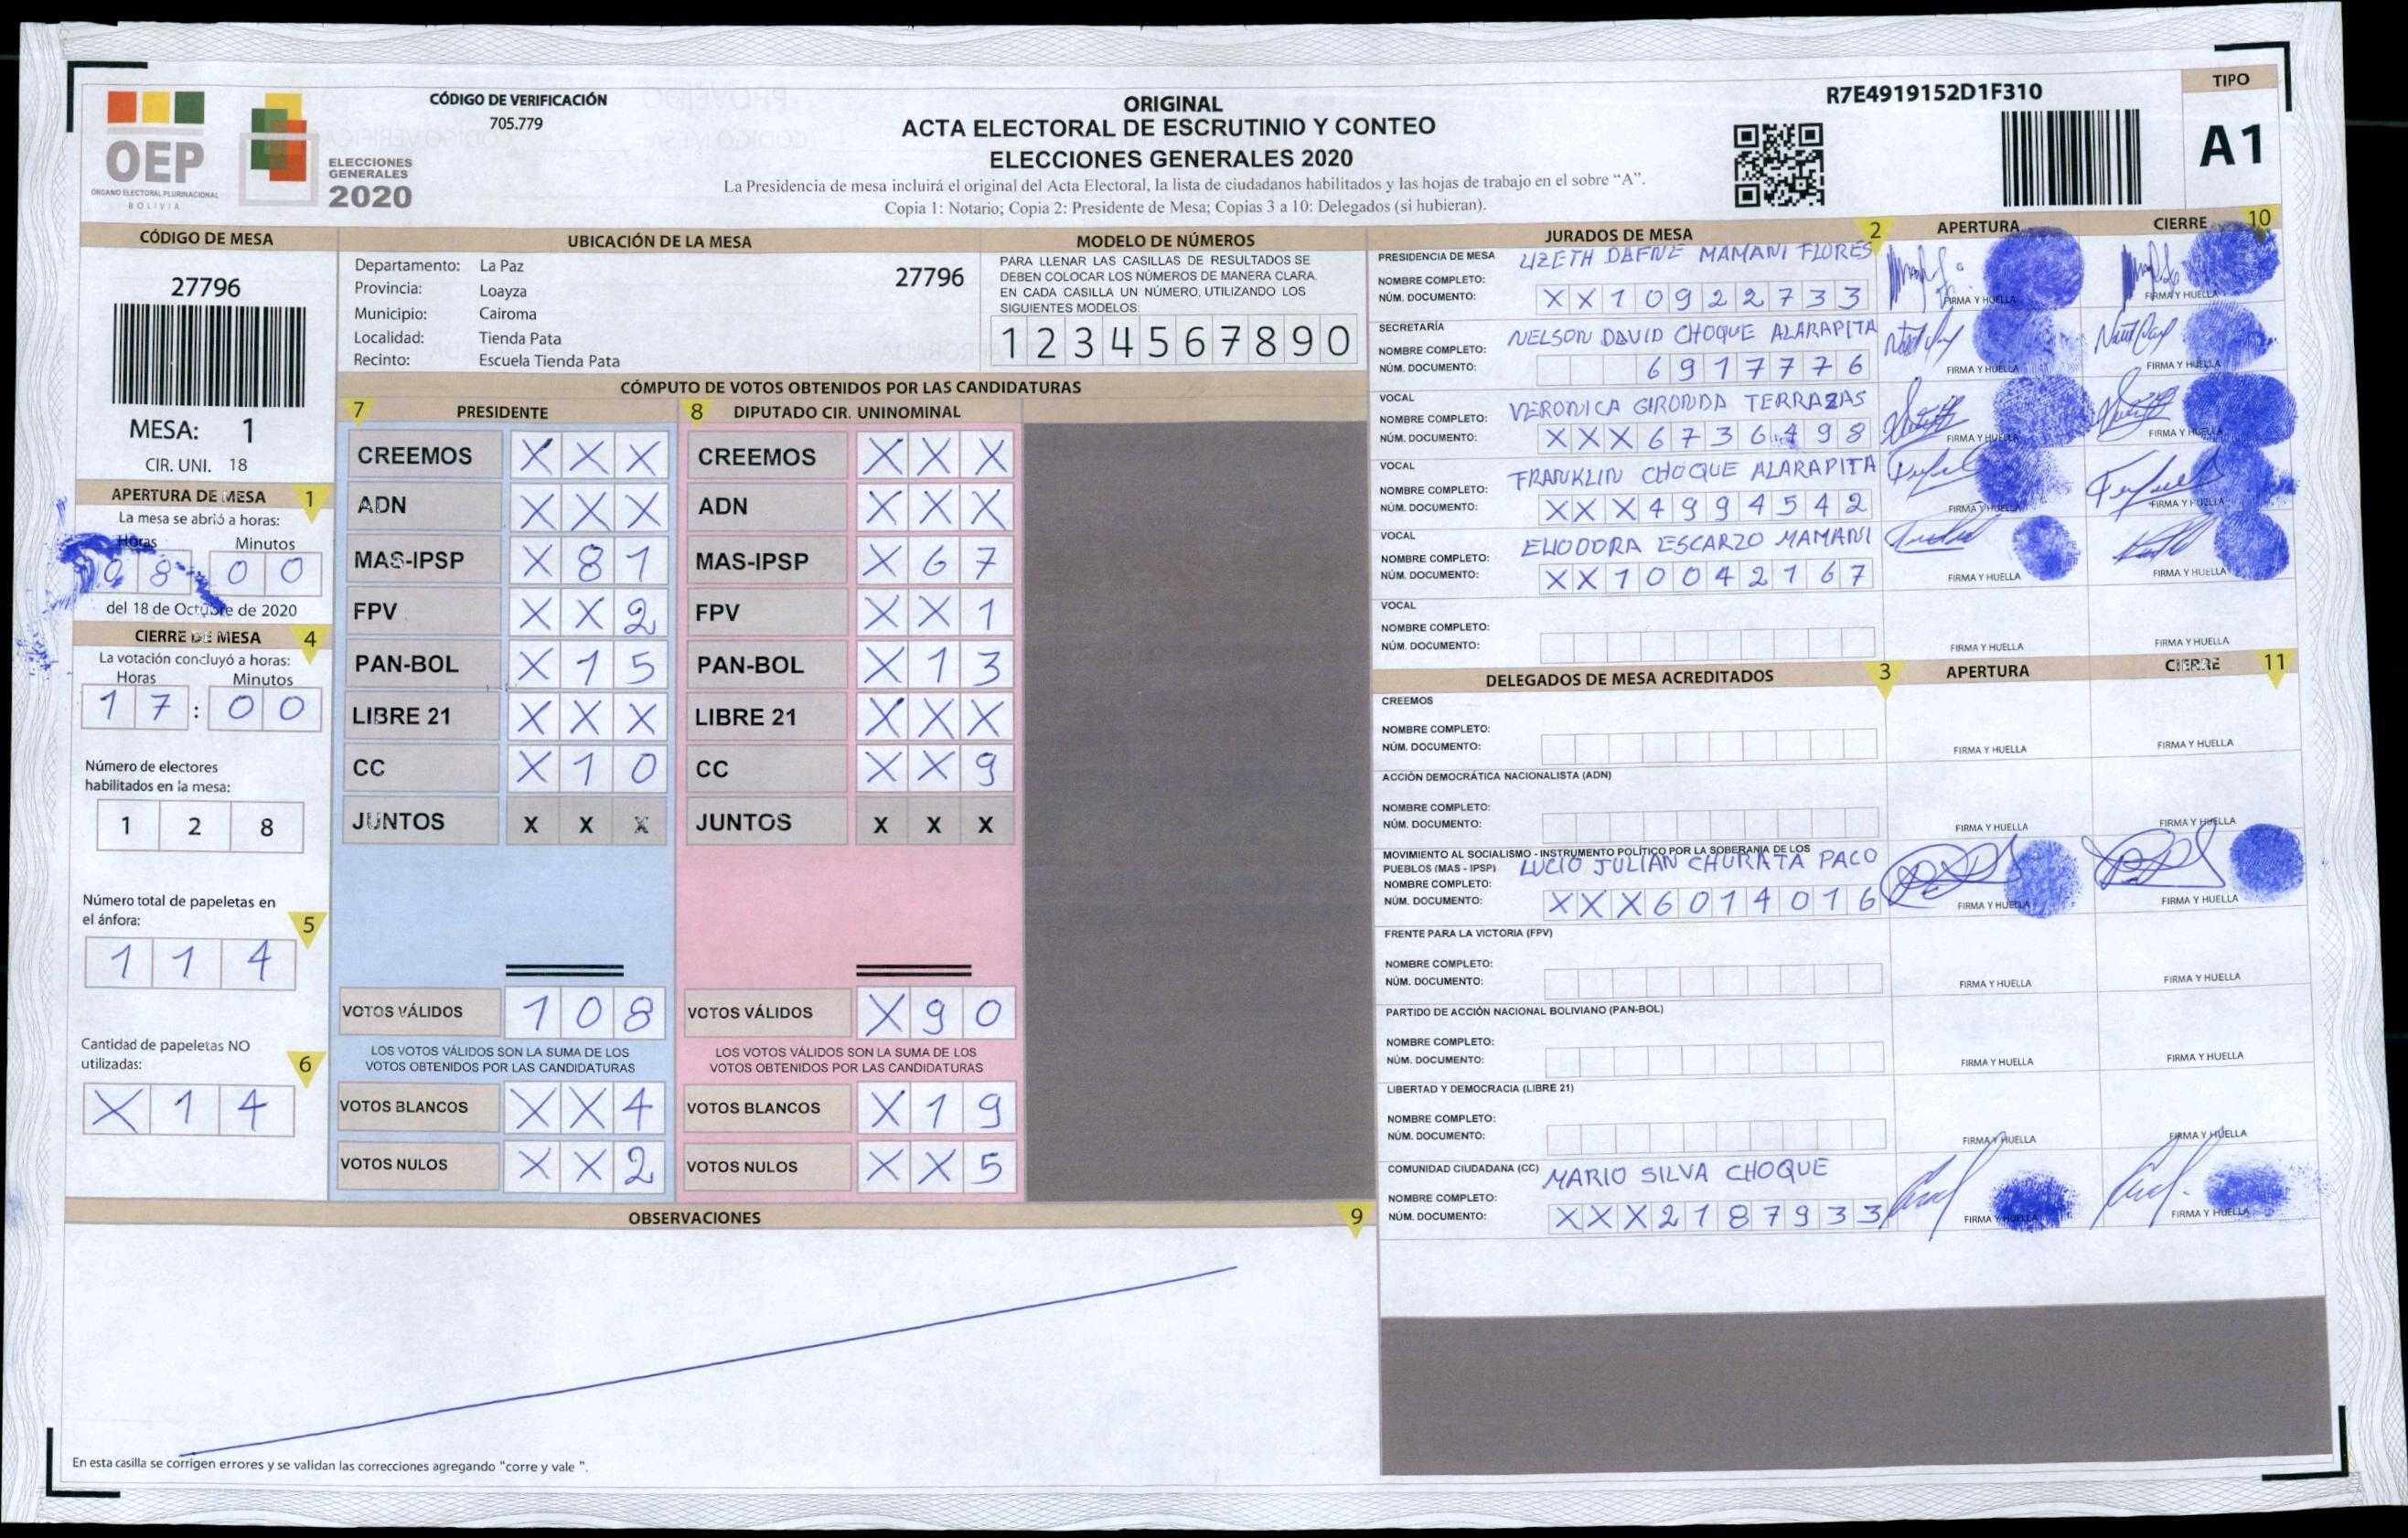 OEP
ÓRGANO ELECTORAL PLURINACIONAL
BOLIVIA
ELECCIONES
GENERALES
2020
CÓDIGO DE VERIFICACIÓN
705.779
ORIGINAL
ACTA ELECTORAL DE ESCRUTINIO Y CONTEO
ELECCIONES GENERALES 2020
La Presidencia de mesa incluirá el original del Acta Electoral, la lista de ciudadanos habilitados y las hojas de trabajo en el sobre “A”.
Copia 1: Notario; Copia 2: Presidente de Mesa; Copias 3 a 10: Delegados (si hubieran).
R7E4919152D1F310
TIPO
A1
CÓDIGO DE MESA
27796
MESA: 1
CIR. UNI. 18
APERTURA DE MESA 1
La mesa se abrió a horas:
Horas Minutos
08 00
del 18 de Octubre de 2020
CIERRE DE MESA 4
La votación concluyó a horas:
Horas Minutos
17 : 00
Número de electores
habilitados en la mesa:
1 2 8
Número total de papeletas en
el ánfora: 5
1 1 4
Cantidad de papeletas NO
utilizadas: 6
X 1 4
UBICACIÓN DE LA MESA
Departamento: La Paz
27796
Provincia: Loayza
Municipio: Cairoma
Localidad: Tienda Pata
Recinto: Escuela Tienda Pata
MODELO DE NÚMEROS
PARA LLENAR LAS CASILLAS DE RESULTADOS SE
DEBEN COLOCAR LOS NÚMEROS DE MANERA CLARA,
EN CADA CASILLA UN NÚMERO, UTILIZANDO LOS
SIGUIENTES MODELOS
1 2 3 4 5 6 7 8 9 0
CÓMPUTO DE VOTOS OBTENIDOS POR LAS CANDIDATURAS
7 PRESIDENTE
CREEMOS X X X
ADN X X X
MAS-IPSP X 8 1
FPV X X 2
PAN-BOL X 1 5
LIBRE 21 X X X
CC X 1 0
JUNTOS X X X
VOTOS VÁLIDOS 1 0 8
LOS VOTOS VÁLIDOS SON LA SUMA DE LOS
VOTOS OBTENIDOS POR LAS CANDIDATURAS
VOTOS BLANCOS X X 4
VOTOS NULOS X X 2
8 DIPUTADO CIR. UNINOMINAL
CREEMOS X X X
ADN X X X
MAS-IPSP X 6 7
FPV X X 1
PAN-BOL X 1 3
LIBRE 21 X X X
CC X X 9
JUNTOS X X X
VOTOS VÁLIDOS X 9 0
LOS VOTOS VÁLIDOS SON LA SUMA DE LOS
VOTOS OBTENIDOS POR LAS CANDIDATURAS
VOTOS BLANCOS X 1 9
VOTOS NULOS X X 5
OBSERVACIONES 9
En esta casilla se corrigen errores y se validan las correcciones agregando "corre y vale ".
JURADOS DE MESA 2 APERTURA CIERRE 10
PRESIDENCIA DE MESA LIZETH DAFNE MAMANI FLORES
NOMBRE COMPLETO:
NÚM. DOCUMENTO: X X 1 0 9 2 2 7 3 3 FIRMA Y HUELLA FIRMA Y HUELLA
SECRETARÍA NELSON DAVID CHOQUE ALARAPITA
NOMBRE COMPLETO:
NÚM. DOCUMENTO: 6 9 1 7 7 7 6 FIRMA Y HUELLA FIRMA Y HUELLA
VOCAL VERONICA GIRONDA TERRAZAS
NOMBRE COMPLETO:
NÚM. DOCUMENTO: X X X 6 7 3 6 4 9 8 FIRMA Y HUELLA FIRMA Y HUELLA
VOCAL FRANKLIN CHOQUE ALARAPITA
NOMBRE COMPLETO:
NÚM. DOCUMENTO: X X X 4 9 9 4 5 4 2 FIRMA Y HUELLA FIRMA Y HUELLA
VOCAL ELIODORA ESCARZO MAMANI
NOMBRE COMPLETO:
NÚM. DOCUMENTO: X X 1 0 0 4 2 1 6 7 FIRMA Y HUELLA FIRMA Y HUELLA
VOCAL
NOMBRE COMPLETO:
NÚM. DOCUMENTO: FIRMA Y HUELLA FIRMA Y HUELLA
DELEGADOS DE MESA ACREDITADOS 3 APERTURA CIERRE 11
CREEMOS
NOMBRE COMPLETO:
NÚM. DOCUMENTO: FIRMA Y HUELLA FIRMA Y HUELLA
ACCIÓN DEMOCRÁTICA NACIONALISTA (ADN)
NOMBRE COMPLETO:
NÚM. DOCUMENTO: FIRMA Y HUELLA FIRMA Y HUELLA
MOVIMIENTO AL SOCIALISMO - INSTRUMENTO POLÍTICO POR LA SOBERANIA DE LOS
PUEBLOS (MAS - IPSP) LUCIO JULIAN CHURATA PACO
NOMBRE COMPLETO:
NÚM. DOCUMENTO: X X X 6 0 1 4 0 1 6 FIRMA Y HUELLA FIRMA Y HUELLA
FRENTE PARA LA VICTORIA (FPV)
NOMBRE COMPLETO:
NÚM. DOCUMENTO: FIRMA Y HUELLA FIRMA Y HUELLA
PARTIDO DE ACCIÓN NACIONAL BOLIVIANO (PAN-BOL)
NOMBRE COMPLETO:
NÚM. DOCUMENTO: FIRMA Y HUELLA FIRMA Y HUELLA
LIBERTAD Y DEMOCRACIA (LIBRE 21)
NOMBRE COMPLETO:
NÚM. DOCUMENTO: FIRMA Y HUELLA FIRMA Y HUELLA
COMUNIDAD CIUDADANA (CC) MARIO SILVA CHOQUE
NOMBRE COMPLETO:
NÚM. DOCUMENTO: X X X 2 1 8 7 9 3 3 FIRMA Y HUELLA FIRMA Y HUELLA